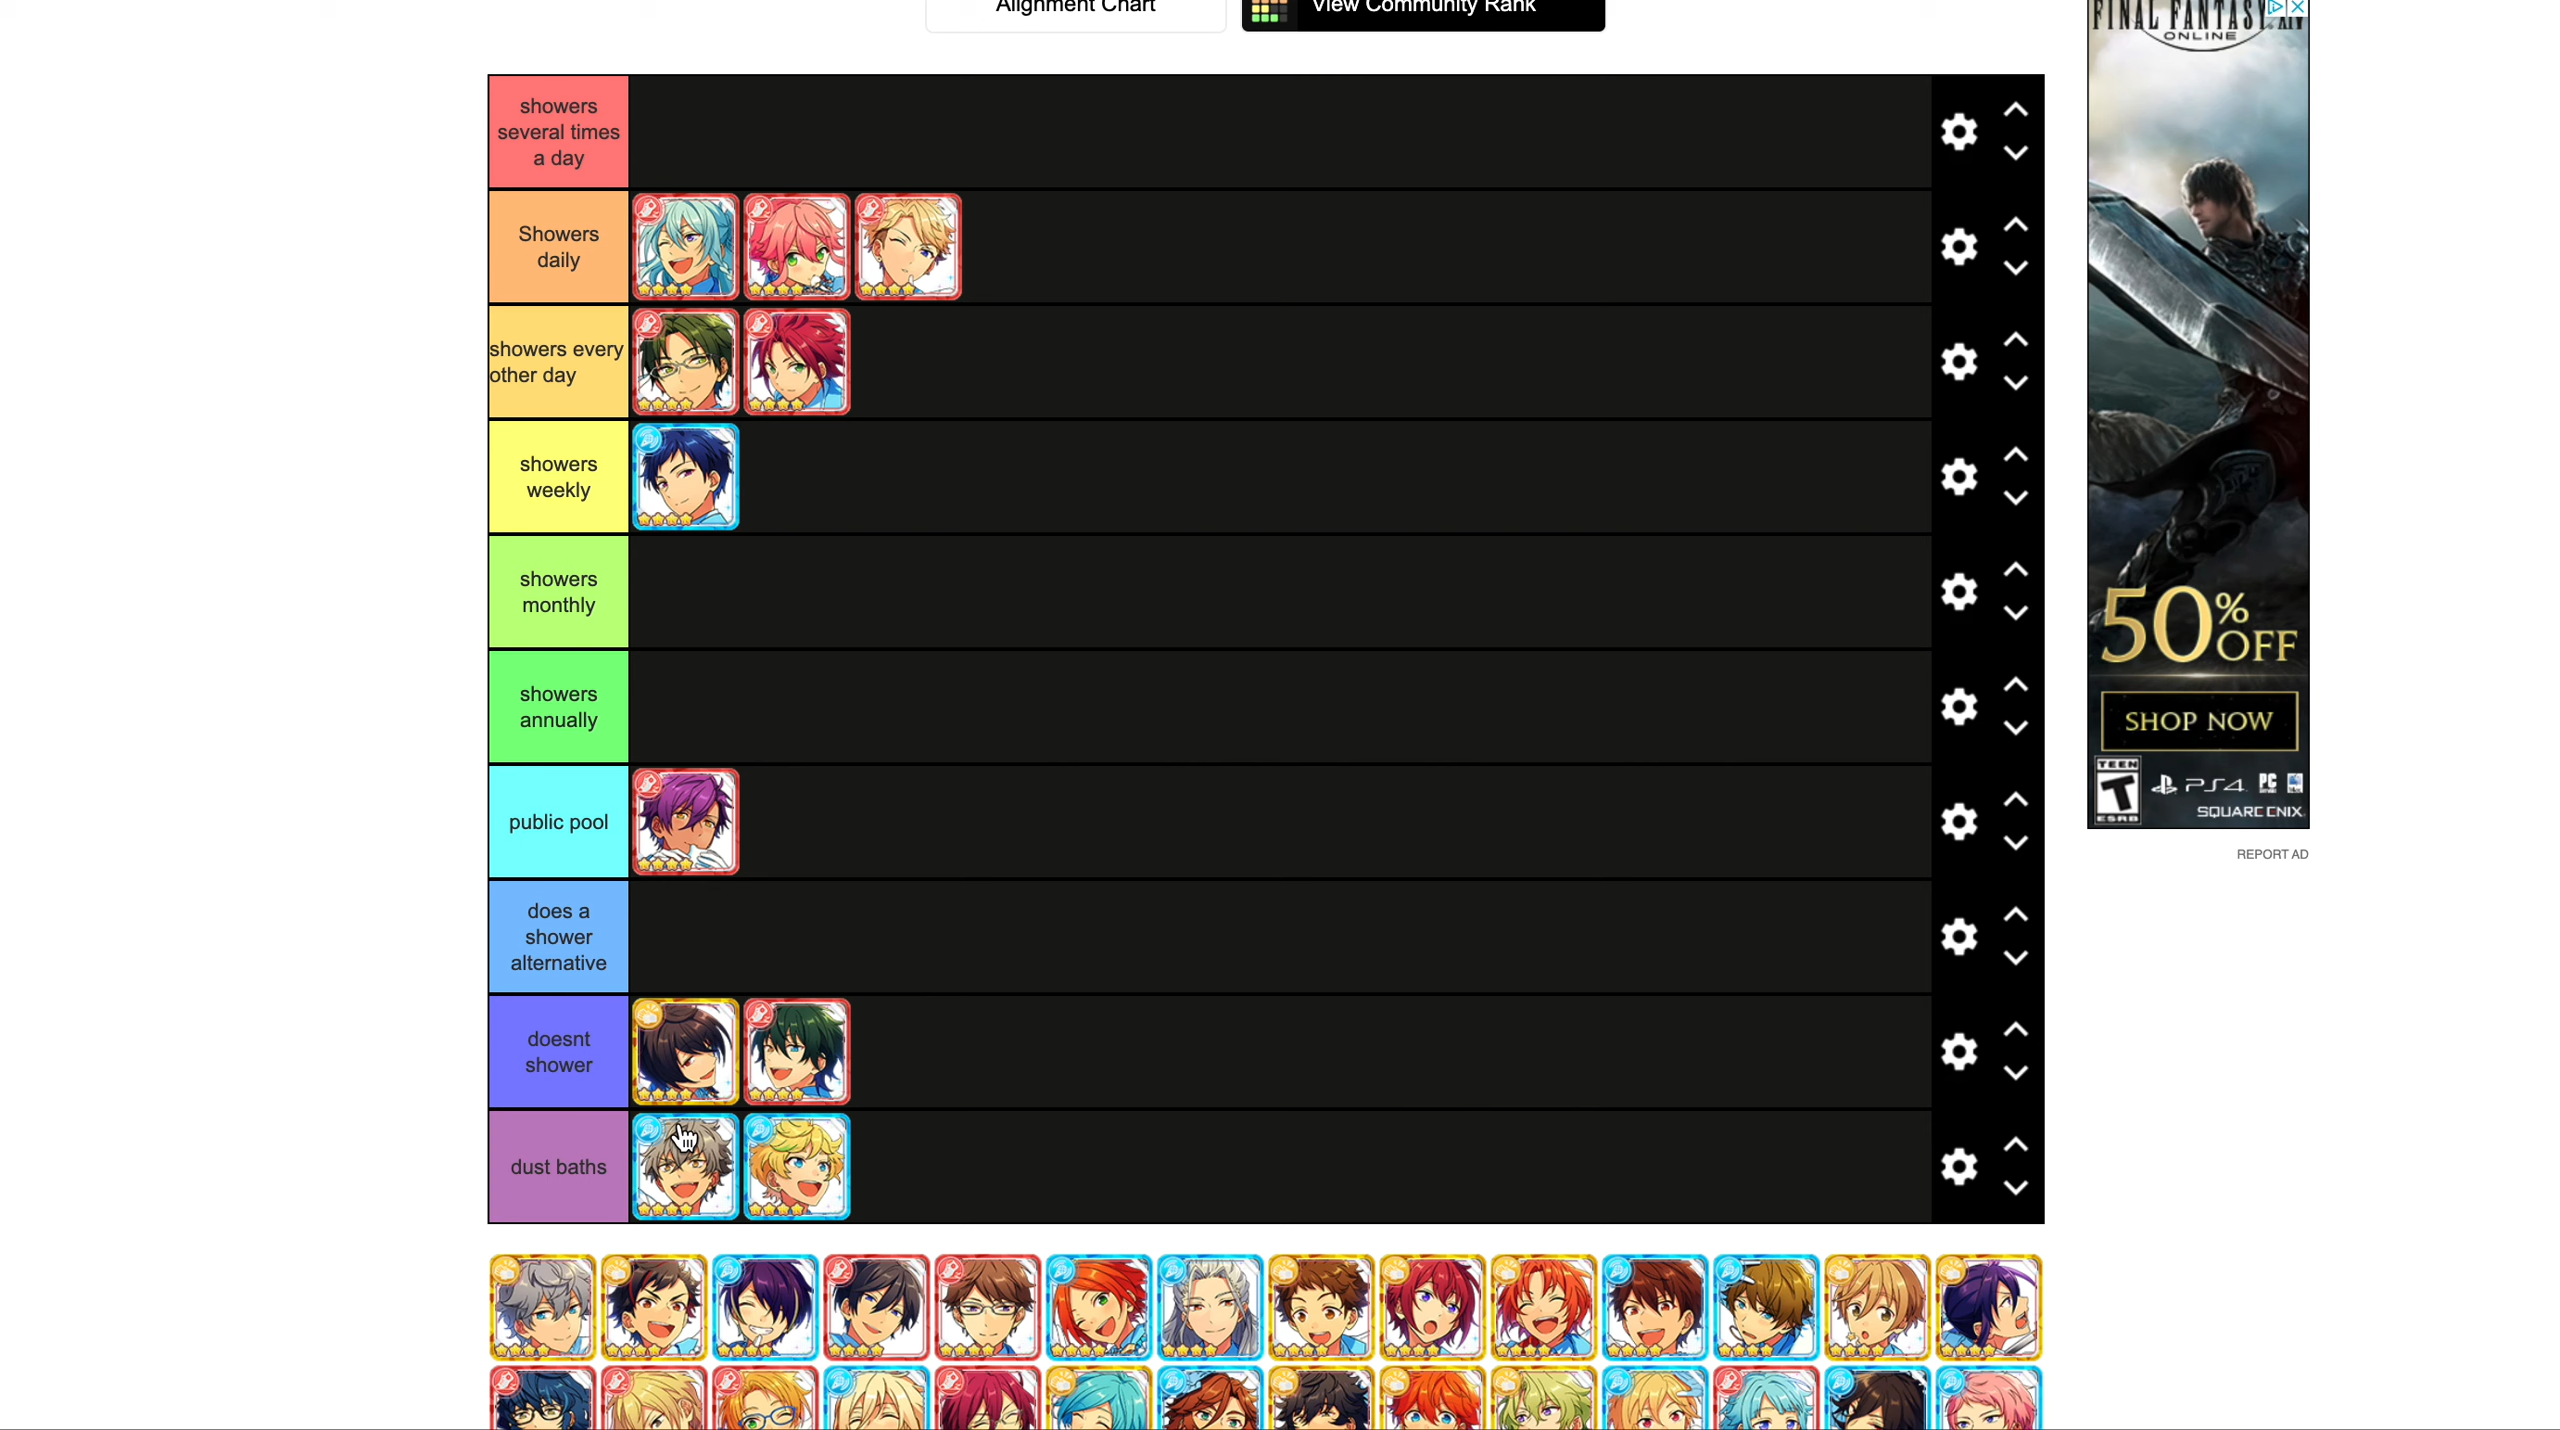 Alignment Chart
View Community Rank
FINAL FANTASY XIV
ONLINE
showers
several times
a day
Showers
daily
showers every
other day
showers
weekly
showers
monthly
showers
annually
public pool
does a
shower
alternative
doesnt
shower
dust baths
50% OFF
SHOP NOW
TEEN
T
ESRB
PS4 PC
SQUARE ENIX
REPORT AD